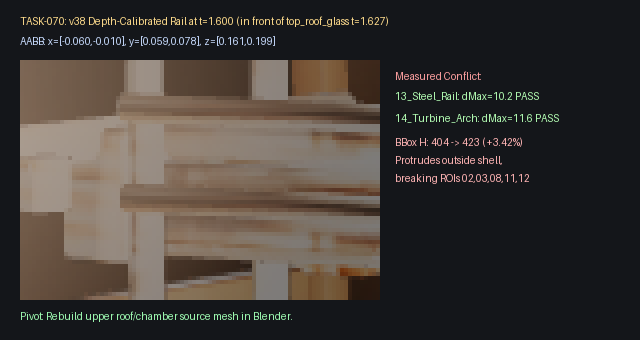 TASK-070: v38 Depth-Calibrated Rail at t=1.600 (in front of top_roof_glass t=1.627)
AABB: x=[-0.060,-0.010], y=[0.059,0.078], z=[0.161,0.199]
Measured Conflict:
13_Steel_Rail: dMax=10.2 PASS
14_Turbine_Arch: dMax=11.6 PASS
BBox H: 404 -> 423 (+3.42%)
Protrudes outside shell,
breaking ROIs 02,03,08,11,12
Pivot: Rebuild upper roof/chamber source mesh in Blender.